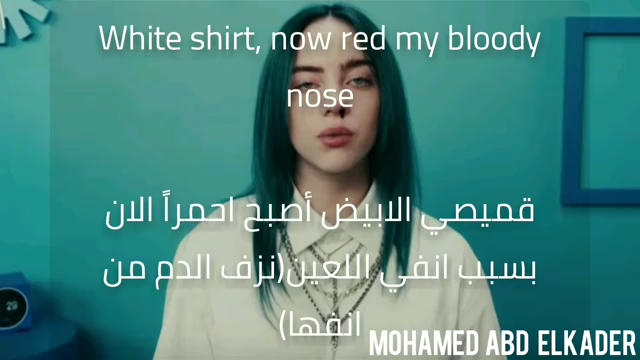 White shirt, now red my bloody
nose
قميصي الابيض أصبح احمراً الان
بسبب انفي اللعين(نزف الدم من
انفها)
MOHAMED ABD ELKADER